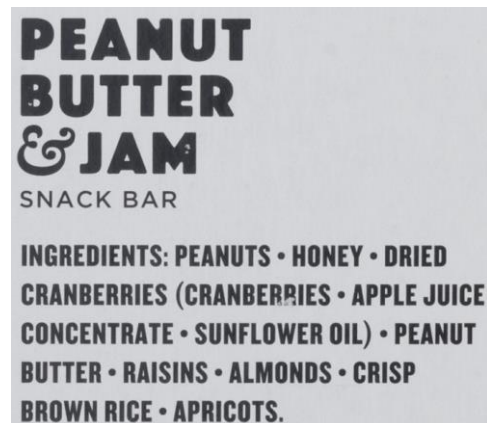 PEANUT
BUTTER
& JAM
SNACK BAR
INGREDIENTS: PEANUTS • HONEY • DRIED
CRANBERRIES (CRANBERRIES • APPLE JUICE
CONCENTRATE • SUNFLOWER OIL) • PEANUT
BUTTER • RAISINS • ALMONDS • CRISP
BROWN RICE • APRICOTS.